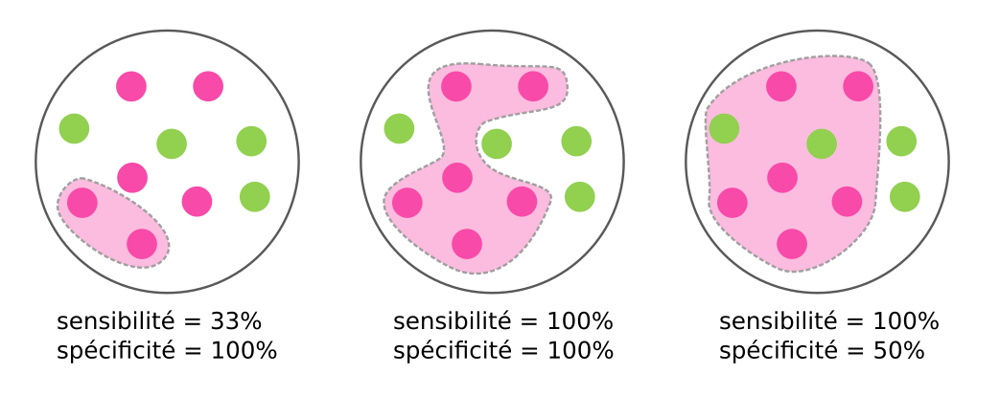 sensibilité = 33%
spécificité = 100%
sensibilité = 100%
spécificité = 100%
sensibilité = 100%
spécificité = 50%